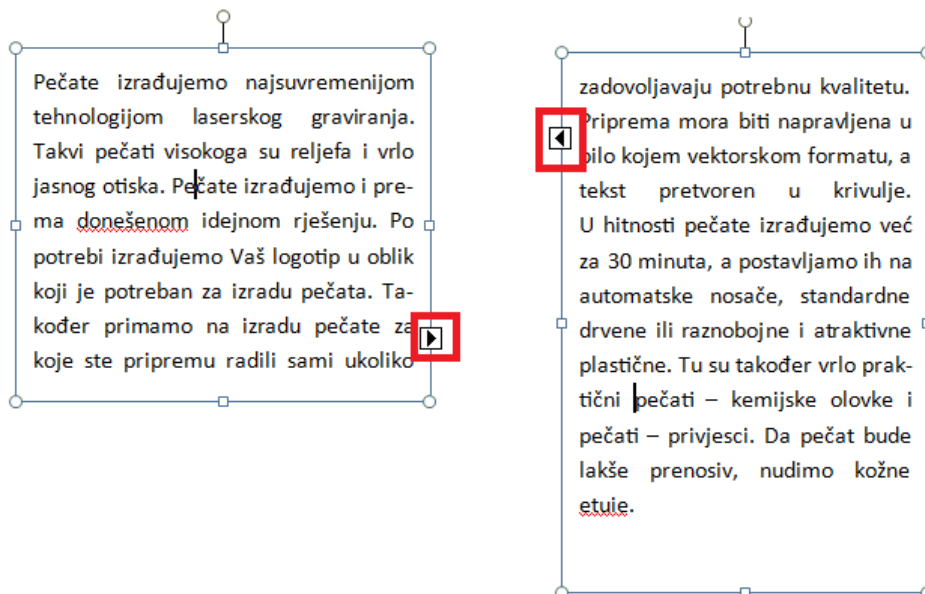 Pečate izrađujemo najsuvremenijom
tehnologijom laserskog graviranja.
Takvi pečati visokoga su reljefa i vrlo
jasnog otiska. Pečate izrađujemo i pre-
ma donešenom idejnom rješenju. Po
potrebi izrađujemo Vaš logotip u oblik
koji je potreban za izradu pečata. Ta-
kođer primamo na izradu pečate za
koje ste pripremu radili sami ukoliko
zadovoljavaju potrebnu kvalitetu.
Priprema mora biti napravljena u
bilo kojem vektorskom formatu, a
tekst pretvoren u krivulje.
U hitnosti pečate izrađujemo već
za 30 minuta, a postavljamo ih na
automatske nosače, standardne
drvene ili raznobojne i atraktivne
plastične. Tu su također vrlo prak-
tični pečati – kemijske olovke i
pečati – privjesci. Da pečat bude
lakše prenosiv, nudimo kožne
etuie.